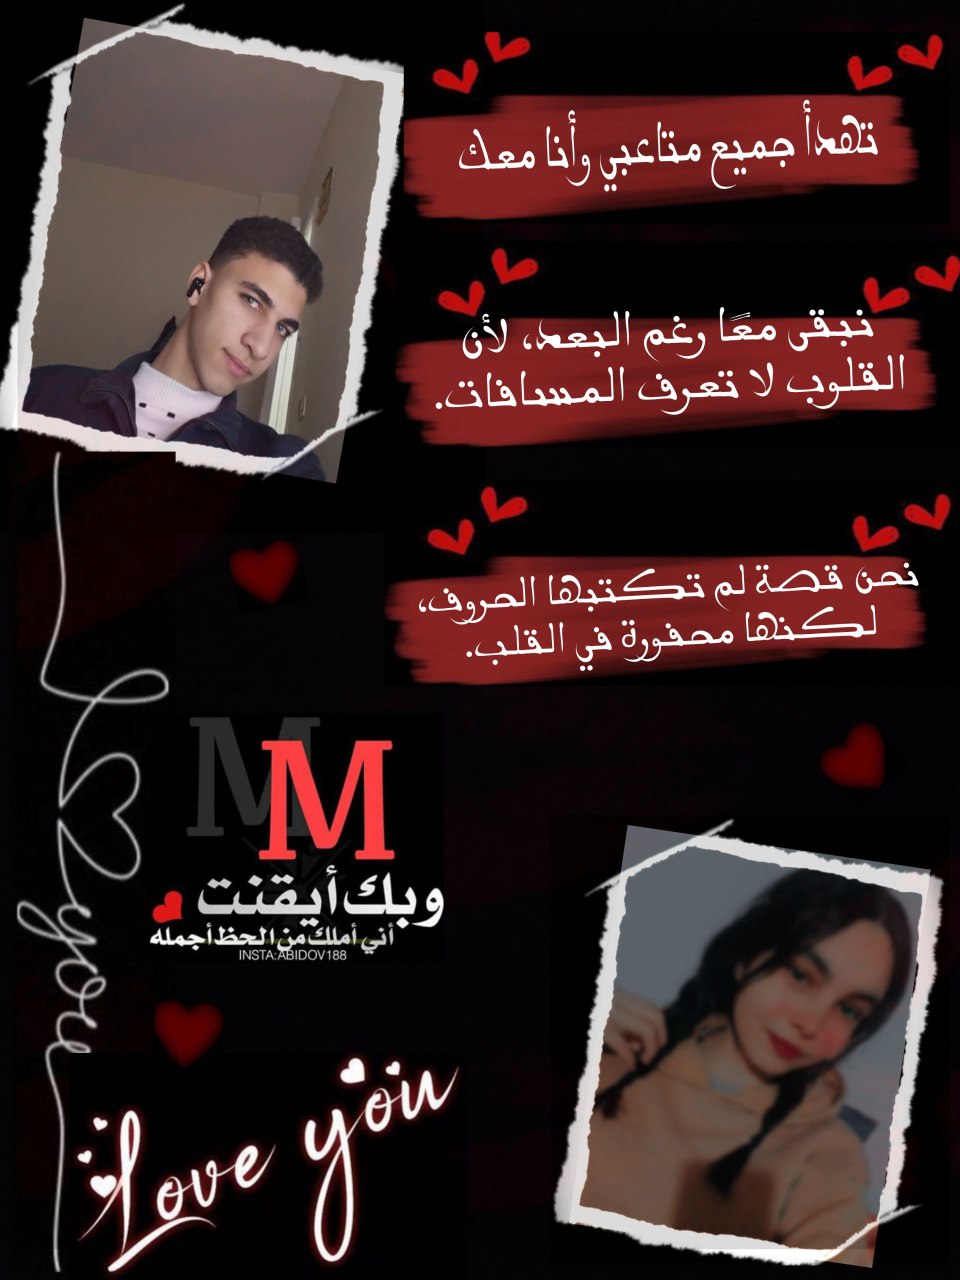 تهدأ جميع متاعبي وأنا معك
نبقى معًا رغم البعد، لأن
القلوب لا تعرف المسافات.
نحن قصة لم تكتبها الحروف،
لكنها محفورة في القلب.
M
M
وبك أيقنت
أني أملك من الحظ أجمله
INSTA:ABIDOV188
you
Love you